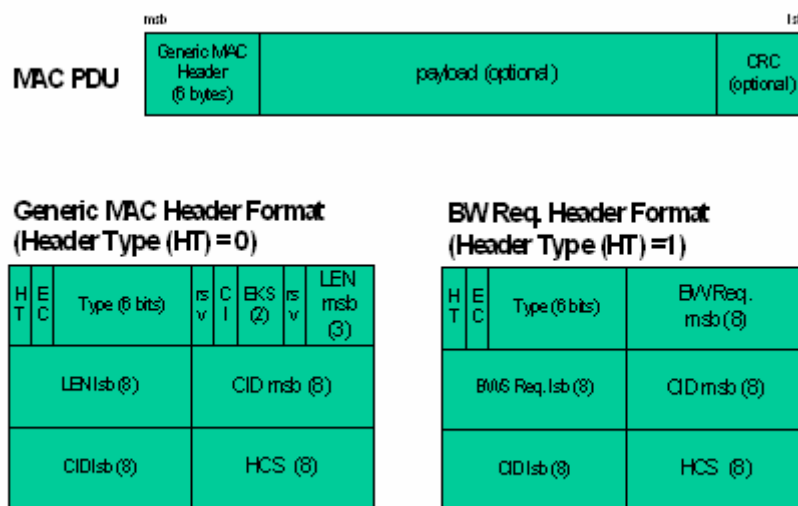 msb
MAC PDU
Generic MAC
Header
(6 bytes)
payload (optional)
CRC
(optional)
Generic MAC Header Format
(Header Type (HT) = 0)
H
T
E
C
Type (6 bits)
rs
v
C
I
EKS
(2)
rs
v
LEN
msb
(3)
LEN lsb (8)
CID msb (8)
CID lsb (8)
HCS (8)
BW Req. Header Format
(Header Type (HT) =1)
H
T
E
C
Type (6 bits)
BW Req.
msb (8)
BWS Req. lsb (8)
CID msb (8)
CID lsb (8)
HCS (8)